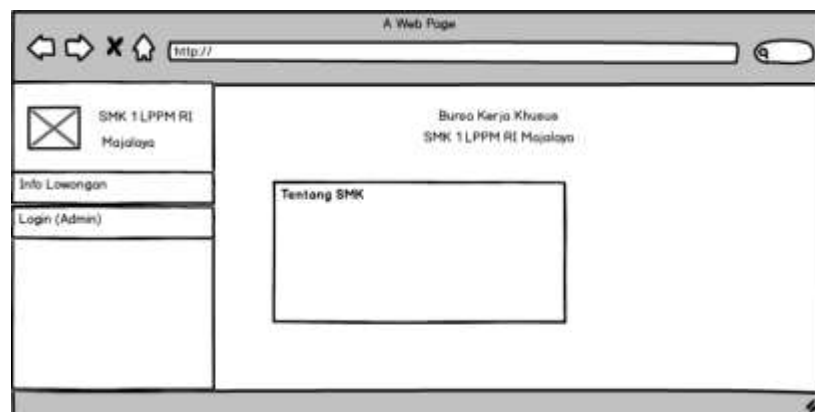 A Web Page
http://
SMK 1 LPPM RI
Majalaya
Info Lowongan
Login (Admin)
Bursa Kerja Khusus
SMK 1 LPPM RI Majalaya
Tentang SMK